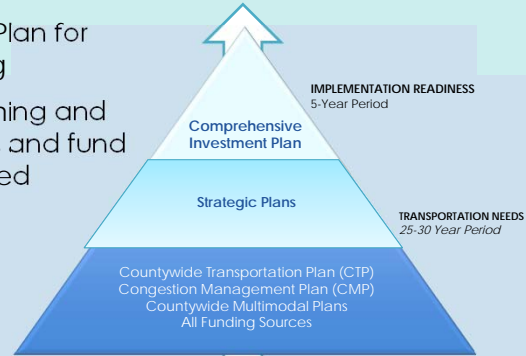 Plan for
g
ning and
and fund
ed
IMPLEMENTATION READINESS
5-Year Period
Comprehensive
Investment Plan
Strategic Plans
TRANSPORTATION NEEDS
25-30 Year Period
Countywide Transportation Plan (CTP)
Congestion Management Plan (CMP)
Countywide Multimodal Plans
All Funding Sources